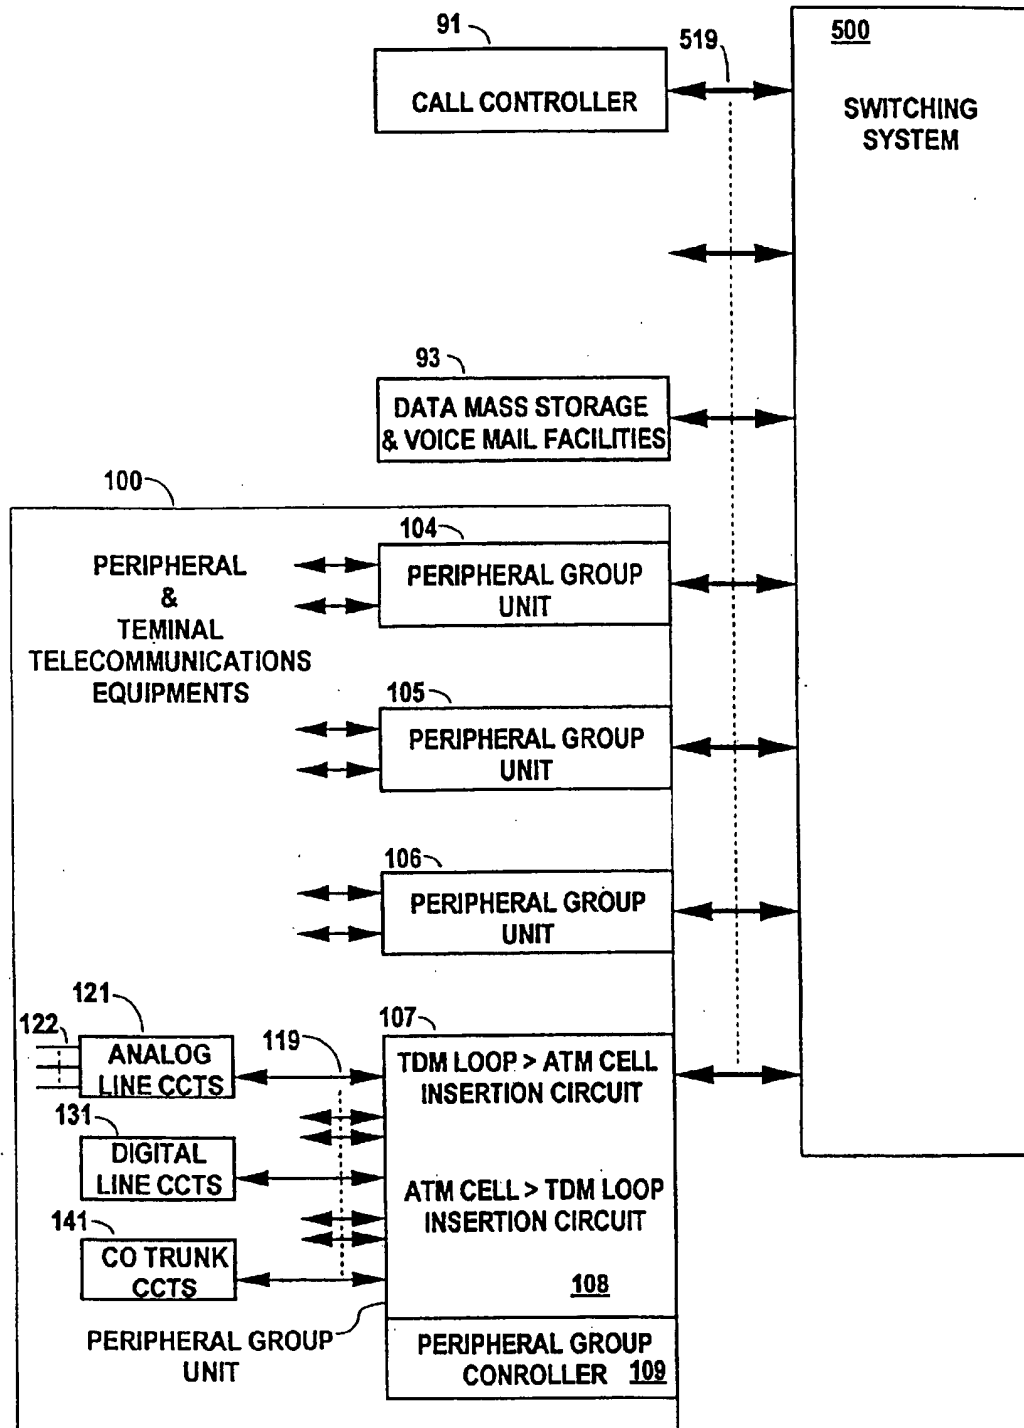 91
519
500
CALL CONTROLLER
SWITCHING
SYSTEM
93
DATA MASS STORAGE
& VOICE MAIL FACILITIES
100
104
PERIPHERAL
&
TEMINAL
TELECOMMUNICATIONS
EQUIPMENTS
PERIPHERAL GROUP
UNIT
105
PERIPHERAL GROUP
UNIT
106
PERIPHERAL GROUP
UNIT
121
122
ANALOG
LINE CCTS
119
107
TDM LOOP > ATM CELL
INSERTION CIRCUIT
131
DIGITAL
LINE CCTS
ATM CELL > TDM LOOP
INSERTION CIRCUIT
141
CO TRUNK
CCTS
108
PERIPHERAL GROUP
UNIT
PERIPHERAL GROUP
CONROLLER 109